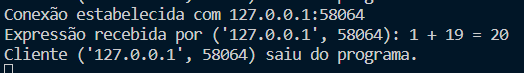 Conexão estabelecida com 127.0.0.1:58064
Expressão recebida por ('127.0.0.1', 58064): 1 + 19 = 20
Cliente ('127.0.0.1', 58064) saiu do programa.